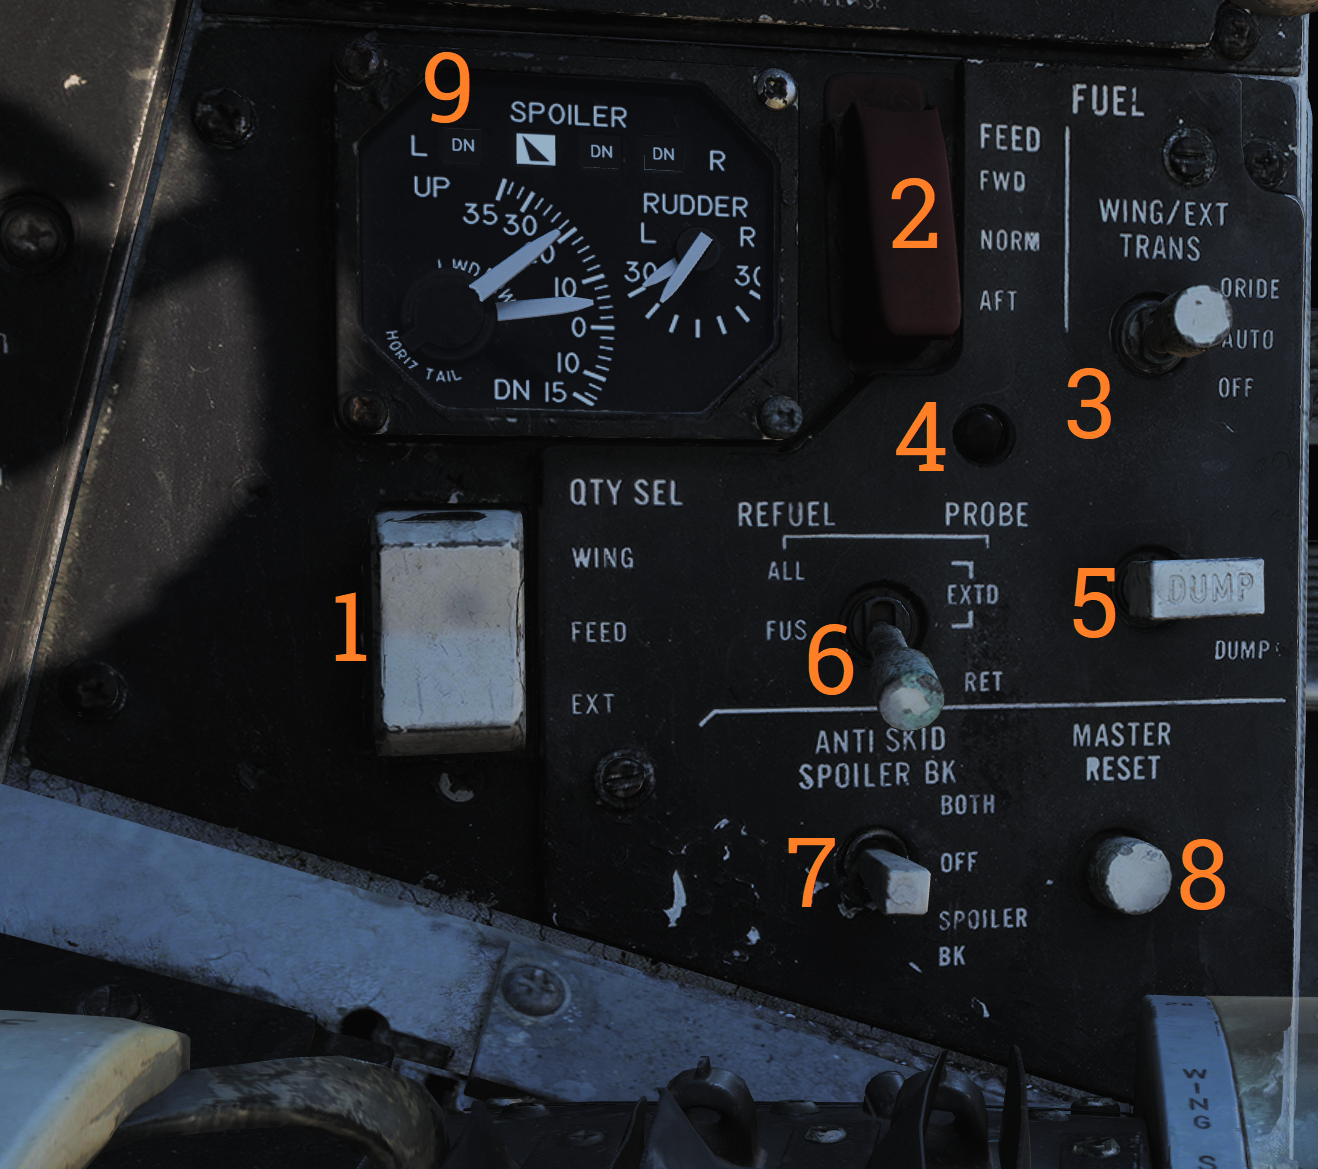 9
SPOILER
L DN DN DN R
UP
35 30
20
10
0
10
DN 15
HORIZ TAIL
RUDDER
L R
30 30
2
FUEL
FEED
FWD
NORM
AFT
WING/EXT
TRANS
ORIDE
AUTO
OFF
3
4
1
QTY SEL
WING
FEED
EXT
REFUEL PROBE
ALL
FUS
EXTD
RET
6
5
DUMP
DUMP
ANTI SKID
SPOILER BK
BOTH
OFF
SPOILER
BK
7
MASTER
RESET
8
WING